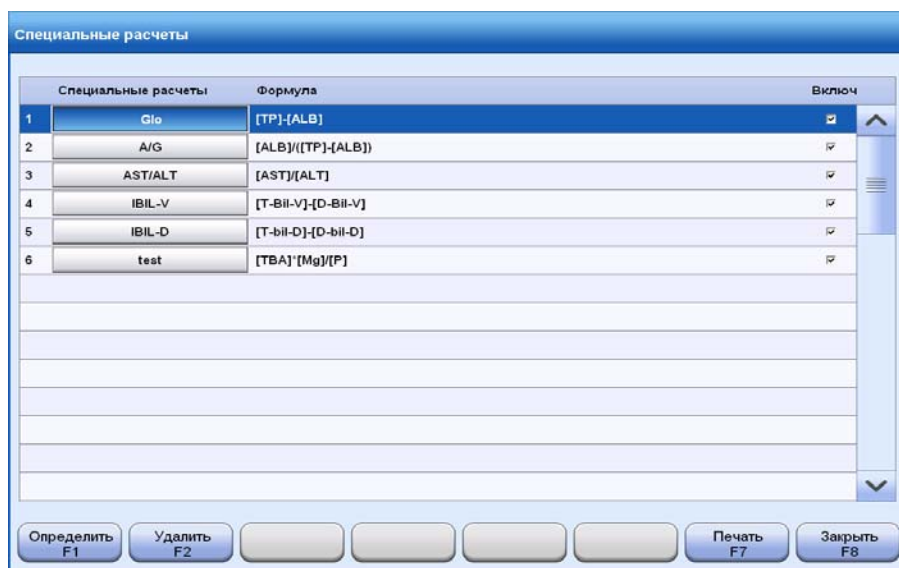 Специальные расчеты
Специальные расчеты Формула Включ
1 Glo [TP]-[ALB]
2 A/G [ALB]/([TP]-[ALB])
3 AST/ALT [AST]/[ALT]
4 IBIL-V [T-Bil-V]-[D-Bil-V]
5 IBIL-D [T-bil-D]-[D-bil-D]
6 test [TBA]*[Mg]/[P]
Определить Удалить Печать Закрыть
F1 F2 F7 F8